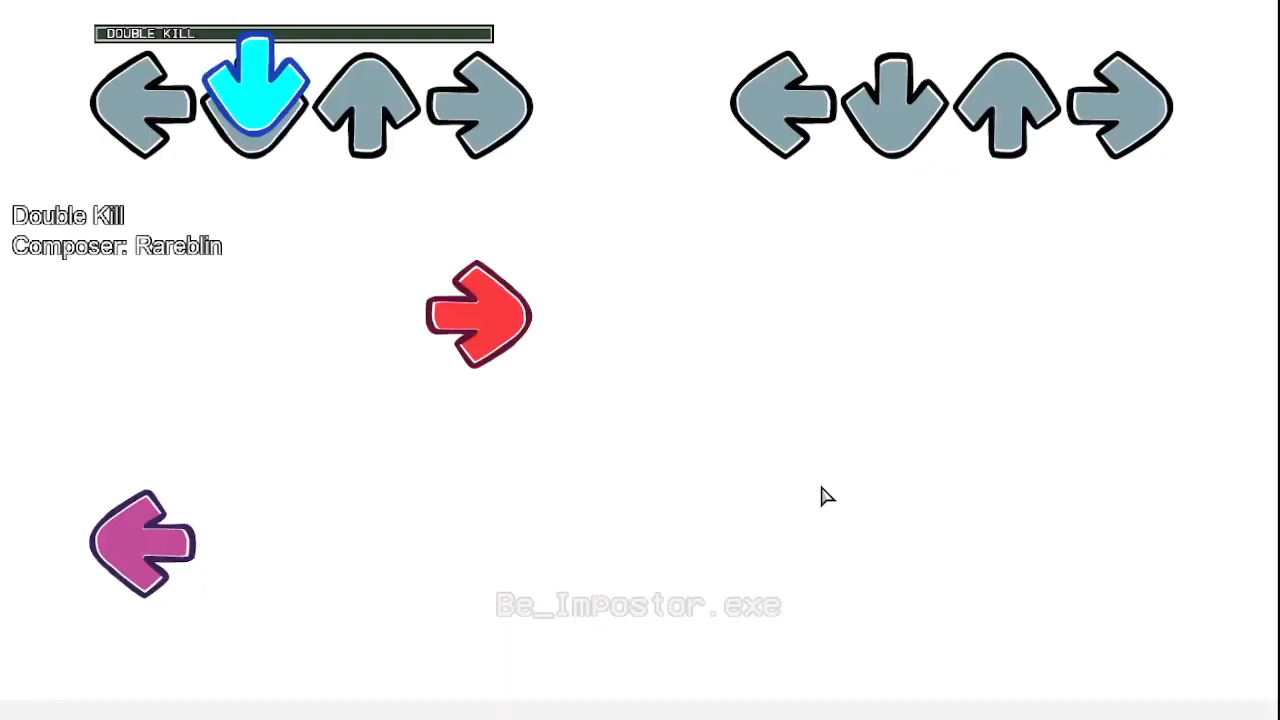 DOUBLE KILL
Double Kill
Composer: Rareblin
Be_Impostor.exe